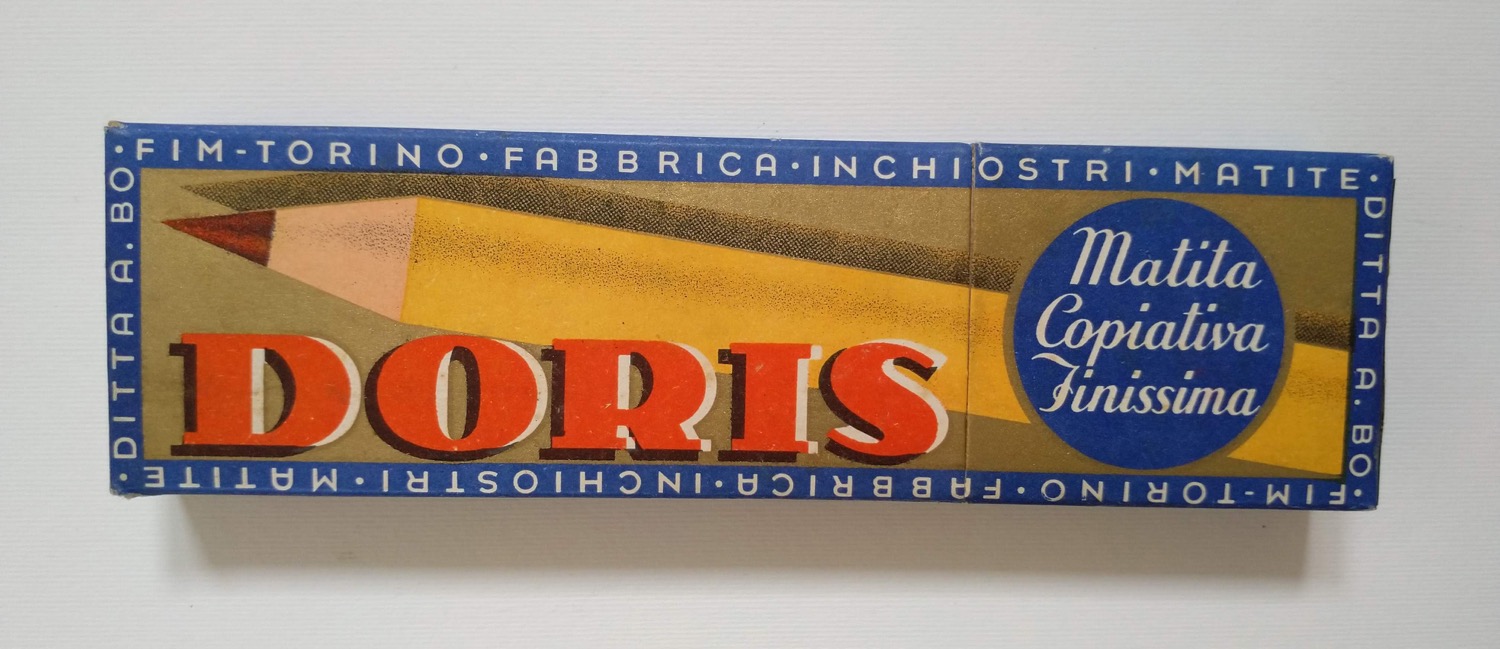 •FIM-TORINO•FABBRICA•INCHIOSTRI•MATITE•
DITTA A. BO
Matita
Copiativa
Finissima
DORIS
•FIM-TORINO•FABBRICA•INCHIOSTRI•MATITE
•DITTA A. BO